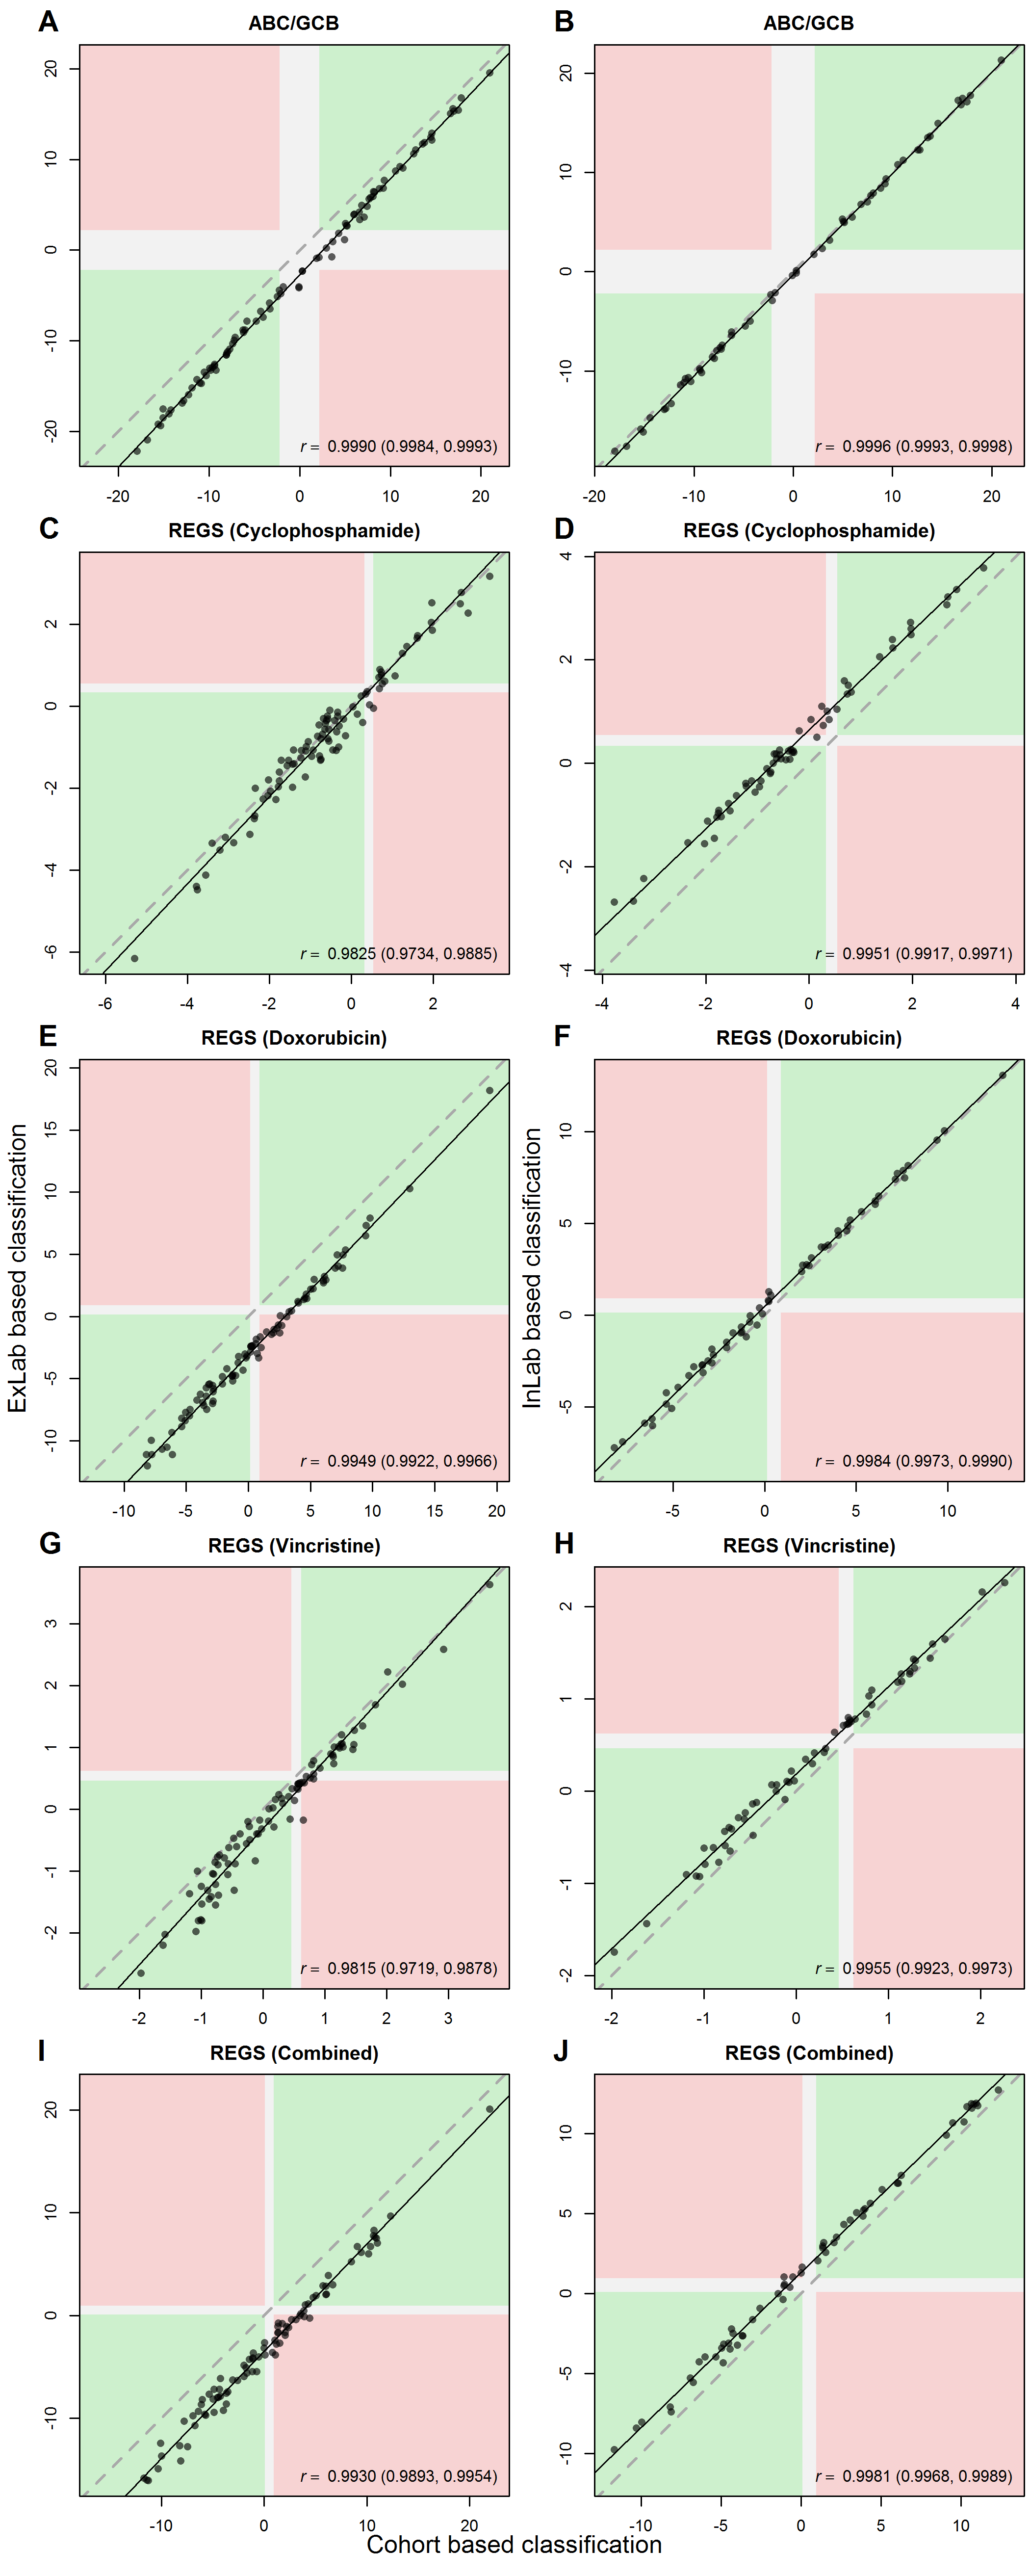 A
ABC/GCB
20
10
0
-10
-20
r = 0.9990 (0.9984, 0.9993)
-20 -10 0 10 20
B
ABC/GCB
20
10
0
-10
r = 0.9996 (0.9993, 0.9998)
-20 -10 0 10 20
C
REGS (Cyclophosphamide)
2
0
-2
-4
-6
r = 0.9825 (0.9734, 0.9885)
-6 -4 -2 0 2
D
REGS (Cyclophosphamide)
4
2
0
-2
-4
r = 0.9951 (0.9917, 0.9971)
-4 -2 0 2 4
E
REGS (Doxorubicin)
20
15
10
5
0
-5
-10
r = 0.9949 (0.9922, 0.9966)
-10 -5 0 5 10 15 20
ExLab based classification
F
REGS (Doxorubicin)
10
5
0
-5
r = 0.9984 (0.9973, 0.9990)
-5 0 5 10
InLab based classification
G
REGS (Vincristine)
3
2
1
0
-1
-2
r = 0.9815 (0.9719, 0.9878)
-2 -1 0 1 2 3
H
REGS (Vincristine)
2
1
0
-1
-2
r = 0.9955 (0.9923, 0.9973)
-2 -1 0 1 2
I
REGS (Combined)
20
10
0
-10
r = 0.9930 (0.9893, 0.9954)
-10 0 10 20
J
REGS (Combined)
10
5
0
-5
-10
r = 0.9981 (0.9968, 0.9989)
-10 -5 0 5 10
Cohort based classification